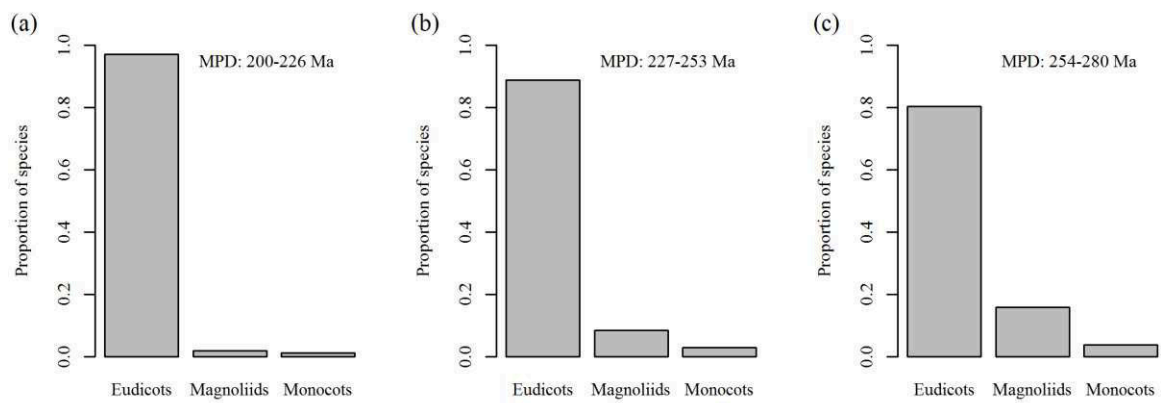 (a)
MPD: 200-226 Ma
Proportion of species
1.0
0.8
0.6
0.4
0.2
0.0
Eudicots Magnoliids Monocots
(b)
MPD: 227-253 Ma
Proportion of species
1.0
0.8
0.6
0.4
0.2
0.0
Eudicots Magnoliids Monocots
(c)
MPD: 254-280 Ma
Proportion of species
1.0
0.8
0.6
0.4
0.2
0.0
Eudicots Magnoliids Monocots